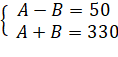 A − B = 50
A + B = 330